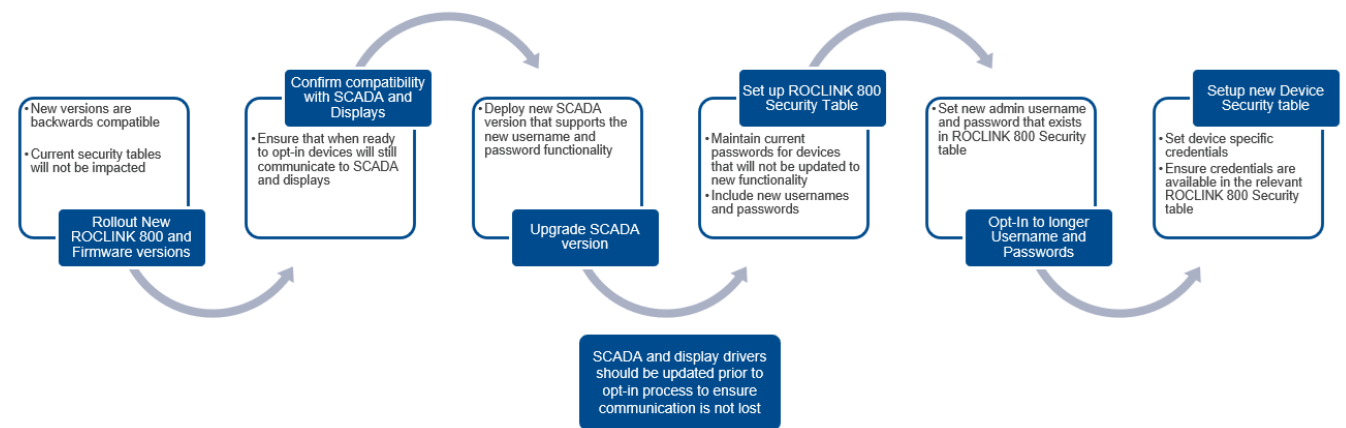 • New versions are
backwards compatible
• Current security tables
will not be impacted
Rollout New
ROCLINK 800 and
Firmware versions
Confirm compatibility
with SCADA and
Displays
• Ensure that when ready
to opt-in devices will still
communicate to SCADA
and displays
• Deploy new SCADA
version that supports the
new username and
password functionality
Upgrade SCADA
version
Set up ROCLINK 800
Security Table
• Maintain current
passwords for devices
that will not be updated to
new functionality
• Include new usernames
and passwords
• Set new admin username
and password that exists
in ROCLINK 800 Security
table
Opt-In to longer
Username and
Passwords
Setup new Device
Security table
• Set device specific
credentials
• Ensure credentials are
available in the relevant
ROCLINK 800 Security
table
SCADA and display drivers
should be updated prior to
opt-in process to ensure
communication is not lost